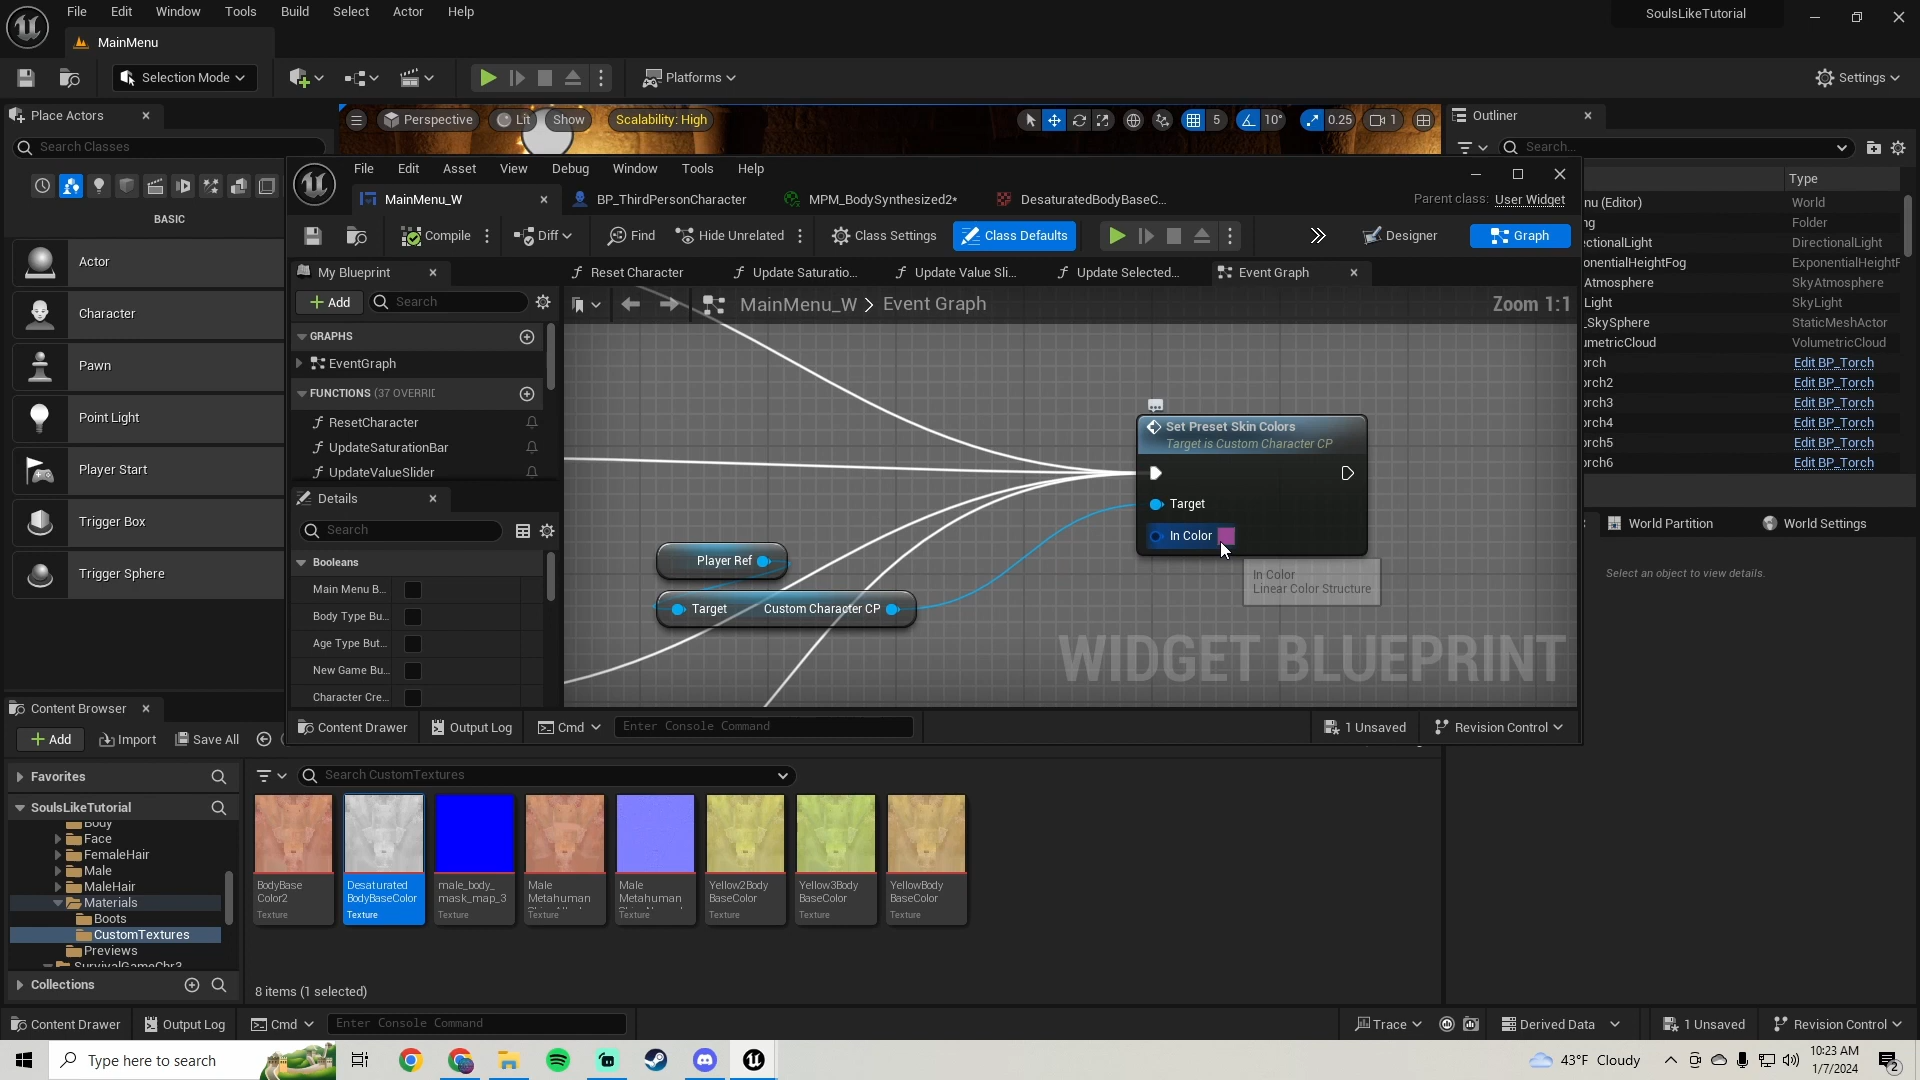 File Edit Window Tools Build Select Actor Help
SoulsLikeTutorial
MainMenu
Selection Mode
Platforms
Settings
Place Actors
Search Classes
BASIC
Actor
Character
Pawn
Point Light
Player Start
Trigger Box
Trigger Sphere
Perspective Lit Show Scalability: High
5 10° 0.25 1
Outliner
Search...
Type
nu (Editor) World
ng Folder
ectionalLight DirectionalLight
onentialHeightFog ExponentialHeightF
Atmosphere SkyAtmosphere
Light SkyLight
_SkySphere StaticMeshActor
umetricCloud VolumetricCloud
orch Edit BP_Torch
orch2 Edit BP_Torch
orch3 Edit BP_Torch
orch4 Edit BP_Torch
orch5 Edit BP_Torch
orch6 Edit BP_Torch
World Partition World Settings
Select an object to view details.
File Edit Asset View Debug Window Tools Help
MainMenu_W
BP_ThirdPersonCharacter
MPM_BodySynthesized2*
DesaturatedBodyBaseC...
Parent class: User Widget
Compile Diff Find Hide Unrelated Class Settings Class Defaults
Designer Graph
My Blueprint
Add Search
GRAPHS
EventGraph
FUNCTIONS (37 OVERRID
ResetCharacter
UpdateSaturationBar
UpdateValueSlider
Details
Search
Booleans
Main Menu B...
Body Type Bu...
Age Type But...
New Game Bu...
Character Cre...
Reset Character Update Saturatio... Update Value Sli... Update Selected... Event Graph
MainMenu_W > Event Graph
Zoom 1:1
Set Preset Skin Colors
Target is Custom Character CP
Target
In Color
In Color
Linear Color Structure
Player Ref
Target Custom Character CP
WIDGET BLUEPRINT
Content Drawer Output Log Cmd Enter Console Command
1 Unsaved Revision Control
Content Browser
Add Import Save All
Favorites
SoulsLikeTutorial
Body
Face
FemaleHair
Male
MaleHair
Materials
Boots
CustomTextures
Previews
SurvivalGameChr3
Collections
Search CustomTextures
BodyBase
Color2
Texture
Desaturated
BodyBaseColor
Texture
male_body_
mask_map_3
Texture
Male
Metahuman
Texture
Male
Metahuman
Texture
Yellow2Body
BaseColor
Texture
Yellow3Body
BaseColor
Texture
YellowBody
BaseColor
Texture
8 items (1 selected)
Content Drawer Output Log Cmd Enter Console Command
Trace Derived Data 1 Unsaved Revision Control
Type here to search
43°F Cloudy
10:23 AM
1/7/2024
2